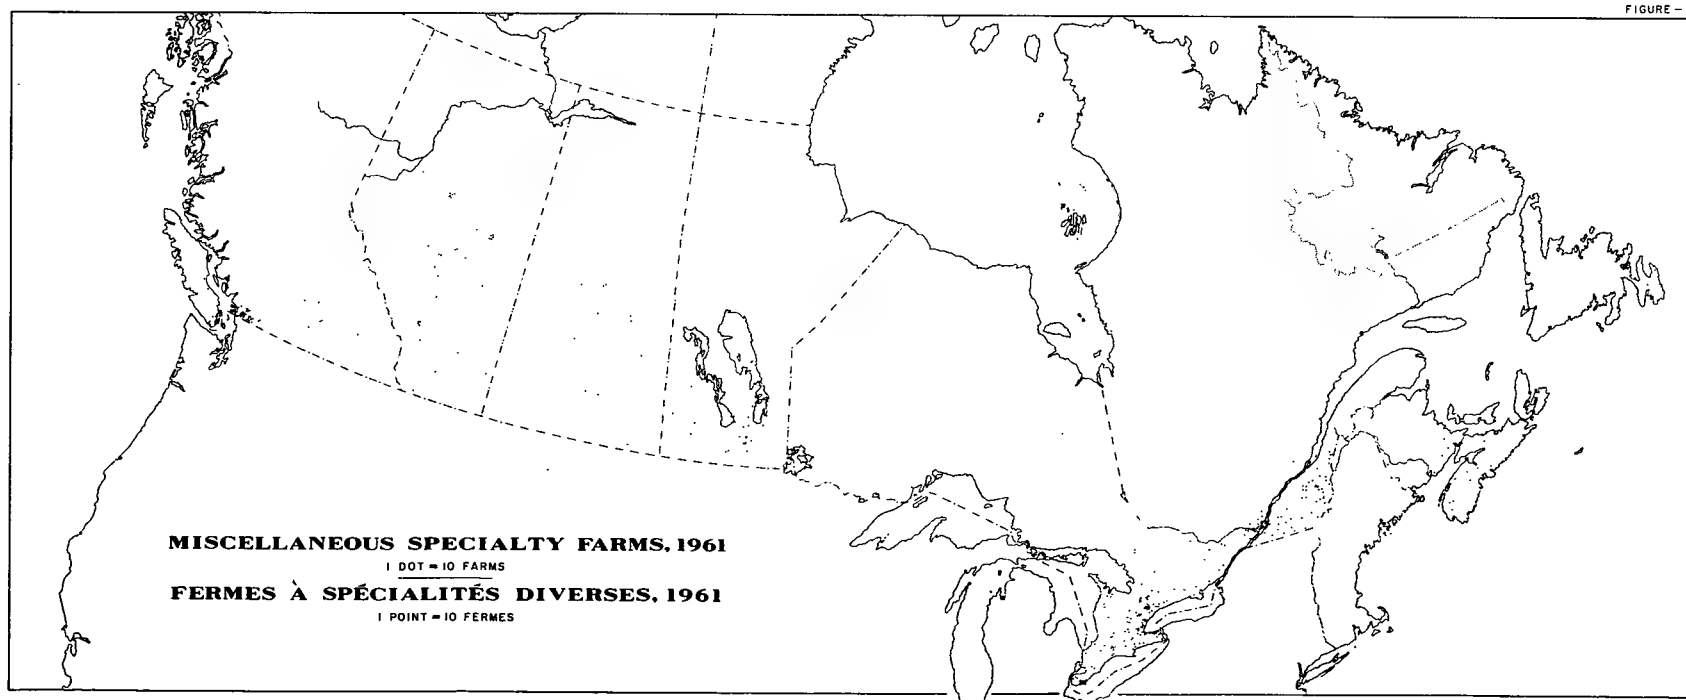 FIGURE —
MISCELLANEOUS SPECIALTY FARMS, 1961
1 DOT = 10 FARMS
FERMES À SPÉCIALITÉS DIVERSES, 1961
1 POINT = 10 FERMES